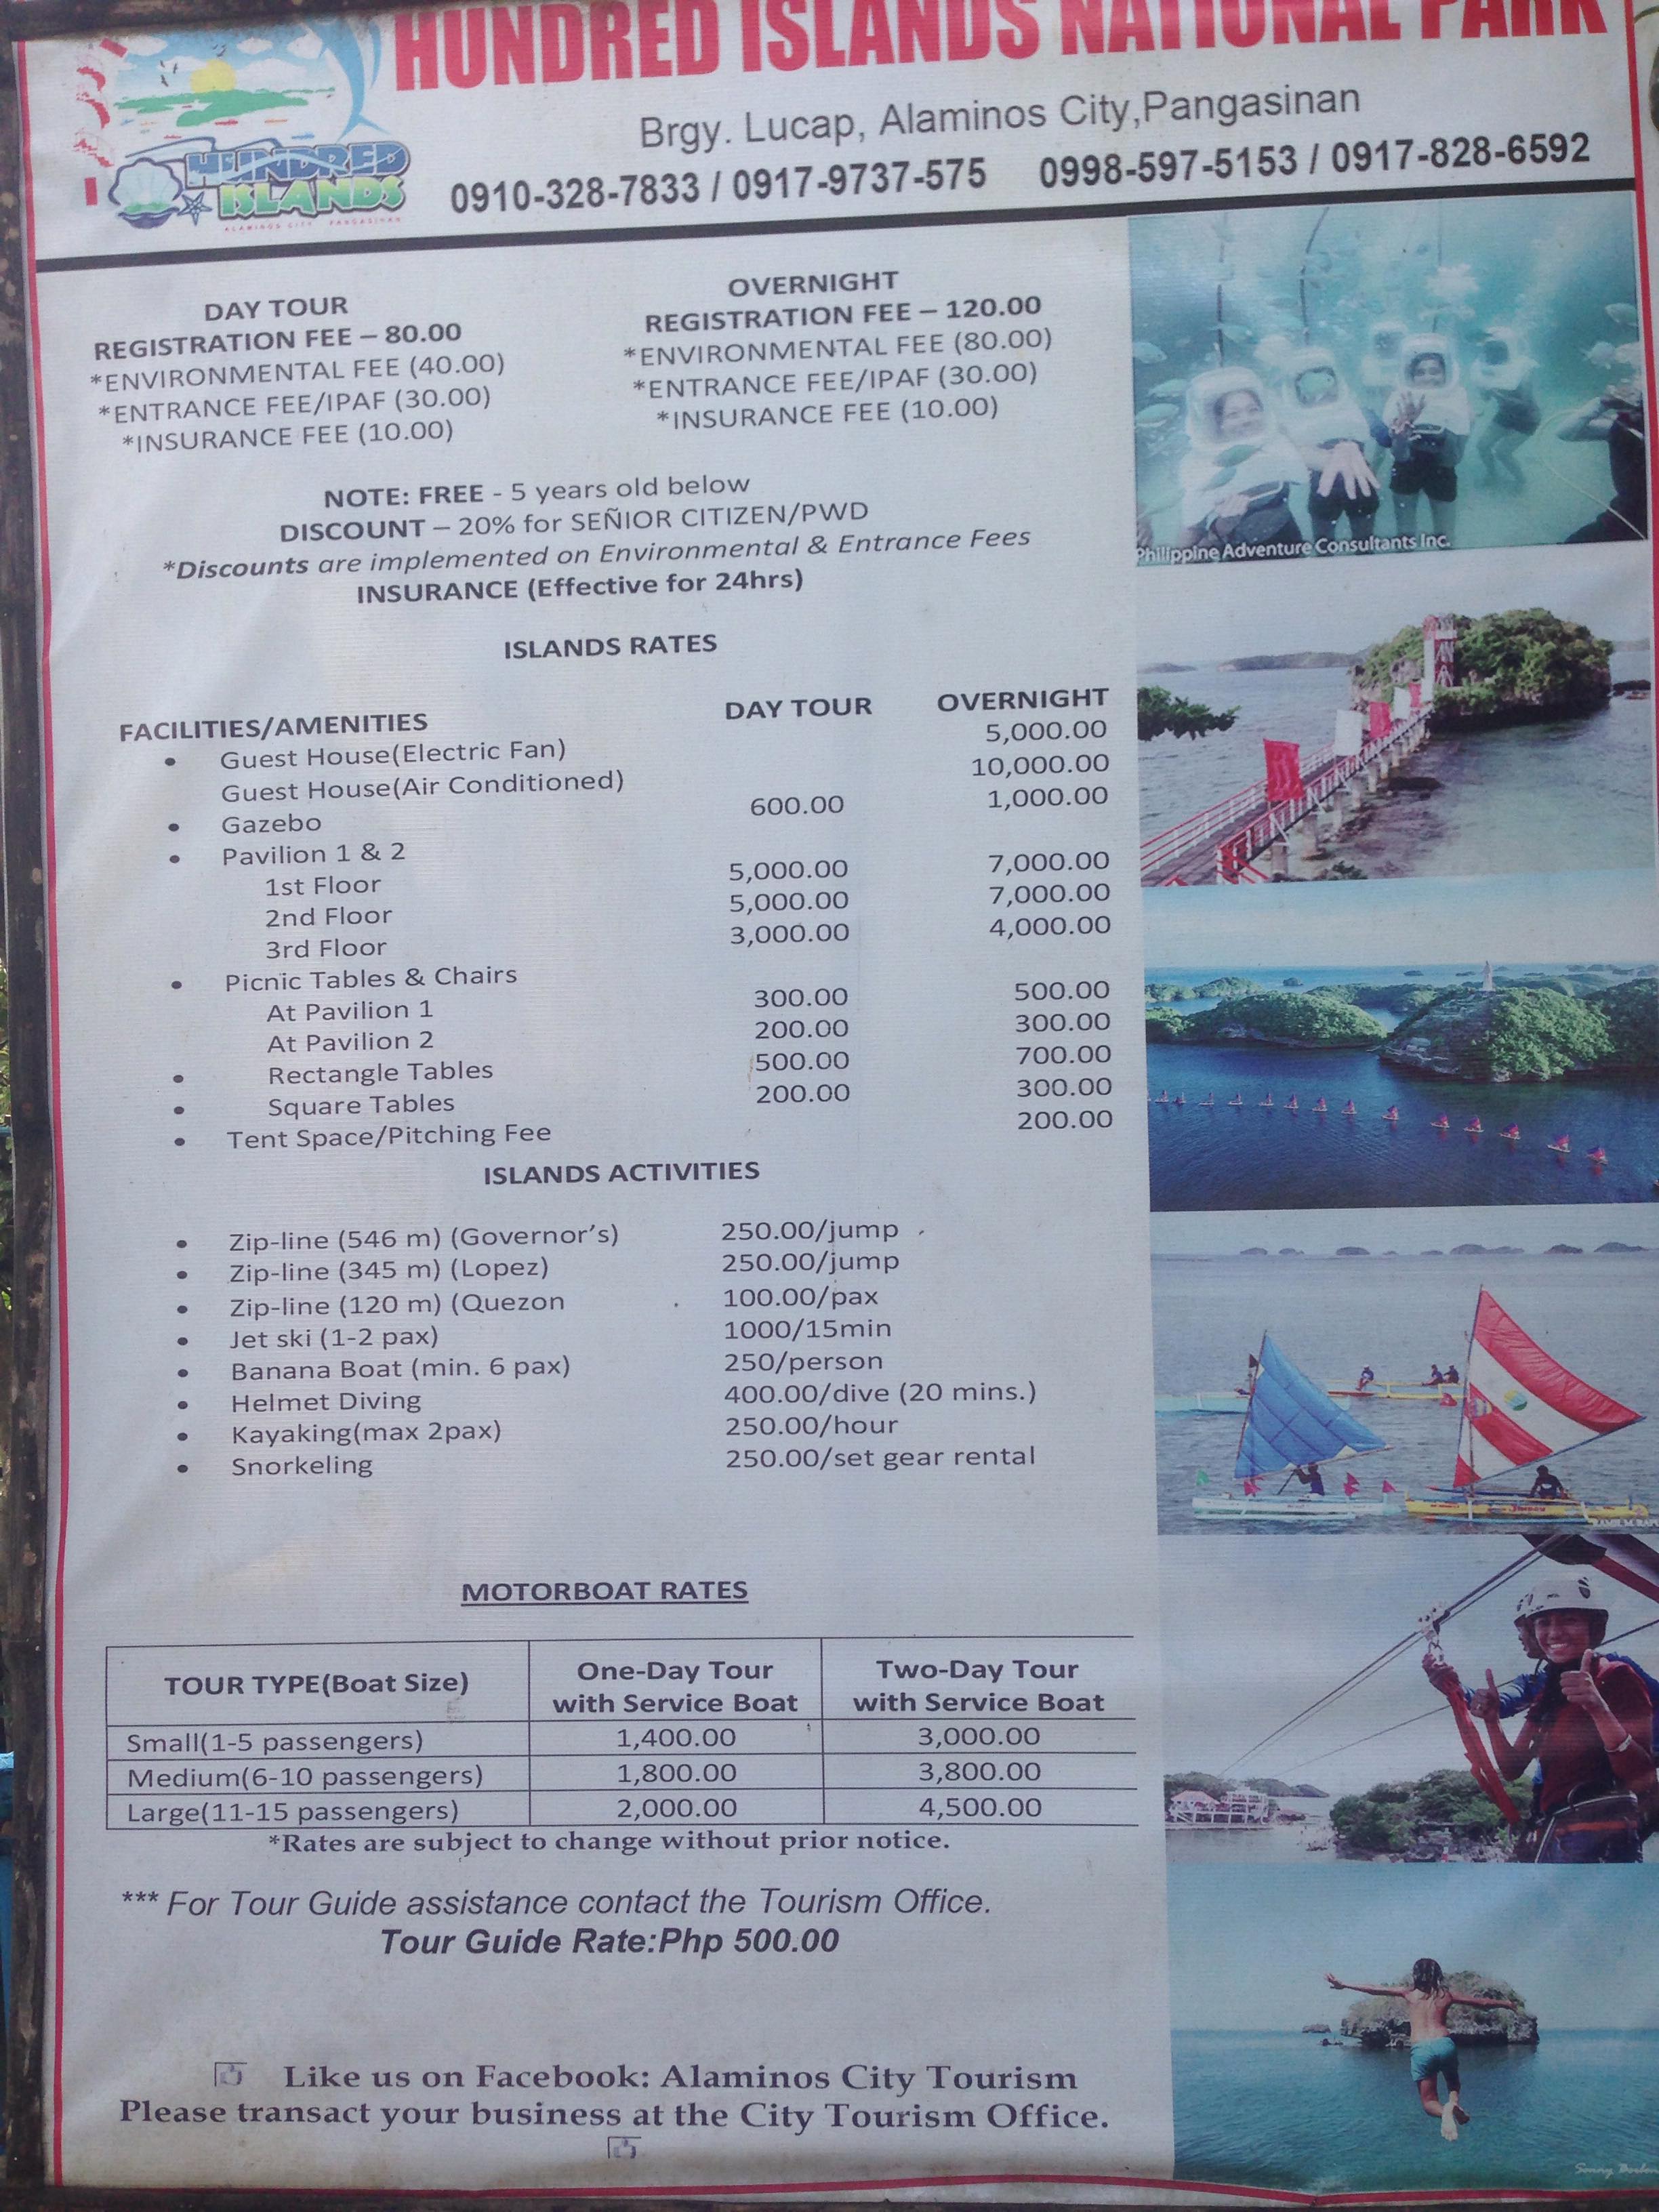 HUNDRED ISLANDS NATIONAL PARK
HUNDRED
ISLANDS
ALAMINOS CITY PANGASINAN
Brgy. Lucap, Alaminos City,Pangasinan
0910-328-7833 / 0917-9737-575 0998-597-5153 / 0917-828-6592
DAY TOUR
REGISTRATION FEE – 80.00
*ENVIRONMENTAL FEE (40.00)
*ENTRANCE FEE/IPAF (30.00)
*INSURANCE FEE (10.00)
OVERNIGHT
REGISTRATION FEE – 120.00
*ENVIRONMENTAL FEE (80.00)
*ENTRANCE FEE/IPAF (30.00)
*INSURANCE FEE (10.00)
NOTE: FREE - 5 years old below
DISCOUNT – 20% for SEÑIOR CITIZEN/PWD
*Discounts are implemented on Environmental & Entrance Fees
INSURANCE (Effective for 24hrs)
Philippine Adventure Consultants Inc.
ISLANDS RATES
FACILITIES/AMENITIES DAY TOUR OVERNIGHT
• Guest House(Electric Fan) 5,000.00
Guest House(Air Conditioned) 10,000.00
• Gazebo 600.00 1,000.00
• Pavilion 1 & 2
1st Floor 5,000.00 7,000.00
2nd Floor 5,000.00 7,000.00
3rd Floor 3,000.00 4,000.00
• Picnic Tables & Chairs
At Pavilion 1 300.00 500.00
At Pavilion 2 200.00 300.00
• Rectangle Tables 500.00 700.00
• Square Tables 200.00 300.00
• Tent Space/Pitching Fee 200.00
ISLANDS ACTIVITIES
• Zip-line (546 m) (Governor’s) 250.00/jump
• Zip-line (345 m) (Lopez) 250.00/jump
• Zip-line (120 m) (Quezon 100.00/pax
• Jet ski (1-2 pax) 1000/15min
• Banana Boat (min. 6 pax) 250/person
• Helmet Diving 400.00/dive (20 mins.)
• Kayaking(max 2pax) 250.00/hour
• Snorkeling 250.00/set gear rental
MOTORBOAT RATES
TOUR TYPE(Boat Size) One-Day Tour with Service Boat Two-Day Tour with Service Boat
Small(1-5 passengers) 1,400.00 3,000.00
Medium(6-10 passengers) 1,800.00 3,800.00
Large(11-15 passengers) 2,000.00 4,500.00
*Rates are subject to change without prior notice.
*** For Tour Guide assistance contact the Tourism Office.
Tour Guide Rate:Php 500.00
Like us on Facebook: Alaminos City Tourism
Please transact your business at the City Tourism Office.
Sonny